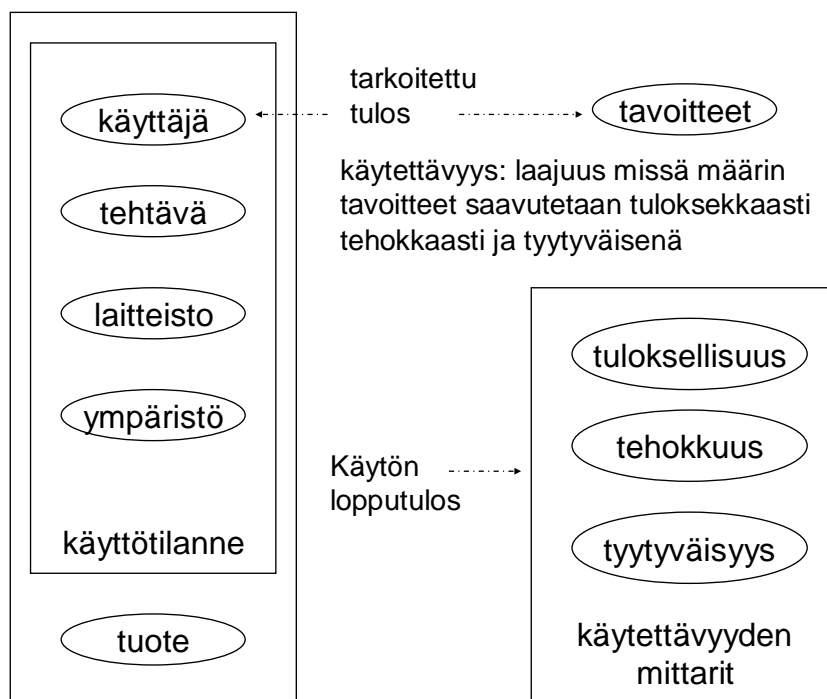 käyttäjä
tehtävä
laitteisto
ympäristö
käyttötilanne
tuote
tarkoitettu
tulos
tavoitteet
käytettävyys: laajuus missä määrin
tavoitteet saavutetaan tuloksekkaasti
tehokkaasti ja tyytyväisenä
Käytön
lopputulos
tuloksellisuus
tehokkuus
tyytyväisyys
käytettävyyden
mittarit